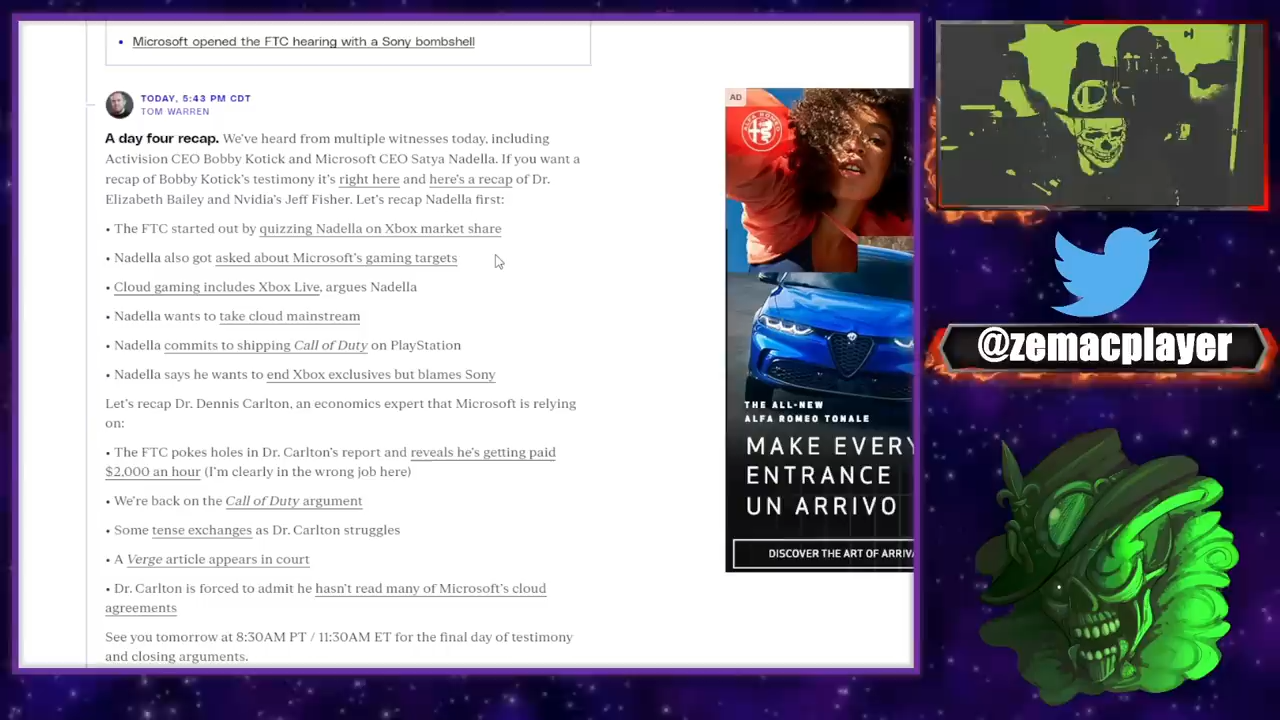 • Microsoft opened the FTC hearing with a Sony bombshell
TODAY, 5:43 PM CDT
TOM WARREN
A day four recap. We've heard from multiple witnesses today, including
Activision CEO Bobby Kotick and Microsoft CEO Satya Nadella. If you want a
recap of Bobby Kotick's testimony it's right here and here's a recap of Dr.
Elizabeth Bailey and Nvidia's Jeff Fisher. Let's recap Nadella first:
• The FTC started out by quizzing Nadella on Xbox market share
• Nadella also got asked about Microsoft's gaming targets
• Cloud gaming includes Xbox Live, argues Nadella
• Nadella wants to take cloud mainstream
• Nadella commits to shipping Call of Duty on PlayStation
• Nadella says he wants to end Xbox exclusives but blames Sony
Let's recap Dr. Dennis Carlton, an economics expert that Microsoft is relying
on:
• The FTC pokes holes in Dr. Carlton's report and reveals he's getting paid
$2,000 an hour (I'm clearly in the wrong job here)
• We're back on the Call of Duty argument
• Some tense exchanges as Dr. Carlton struggles
• A Verge article appears in court
• Dr. Carlton is forced to admit he hasn't read many of Microsoft's cloud
agreements
See you tomorrow at 8:30AM PT / 11:30AM ET for the final day of testimony
and closing arguments.
AD
THE ALL-NEW
ALFA ROMEO TONALE
MAKE EVERY
ENTRANCE
UN ARRIVO
DISCOVER THE ART OF ARRIVA
@zemacplayer